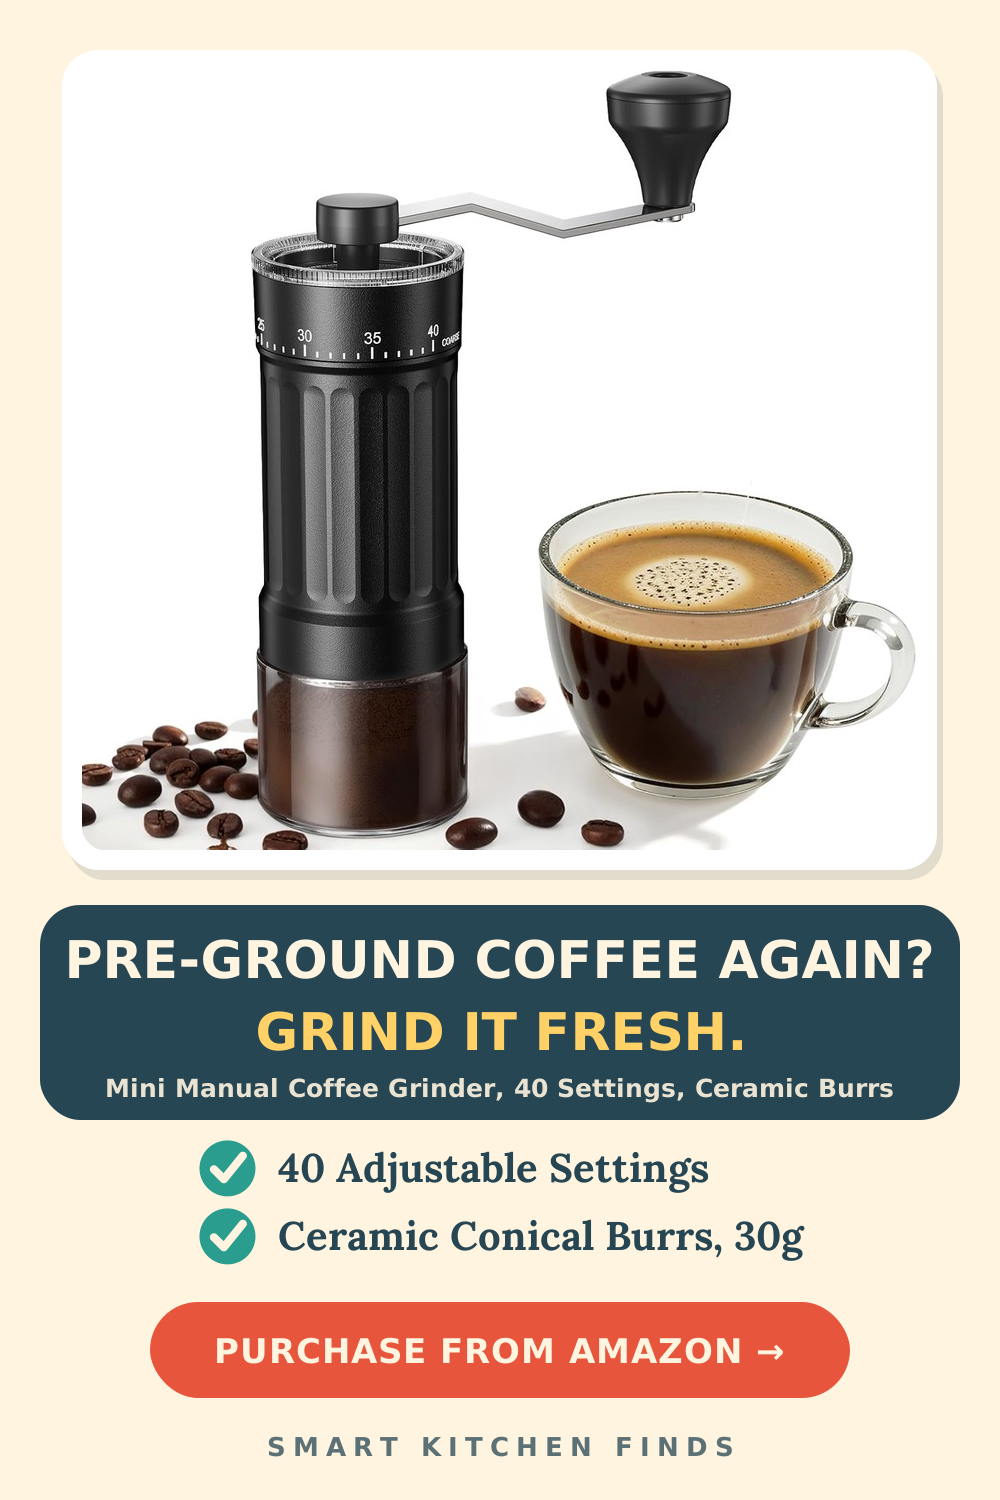 25 30 35 40 COARSE
PRE-GROUND COFFEE AGAIN?
GRIND IT FRESH.
Mini Manual Coffee Grinder, 40 Settings, Ceramic Burrs
40 Adjustable Settings
Ceramic Conical Burrs, 30g
PURCHASE FROM AMAZON →
SMART KITCHEN FINDS